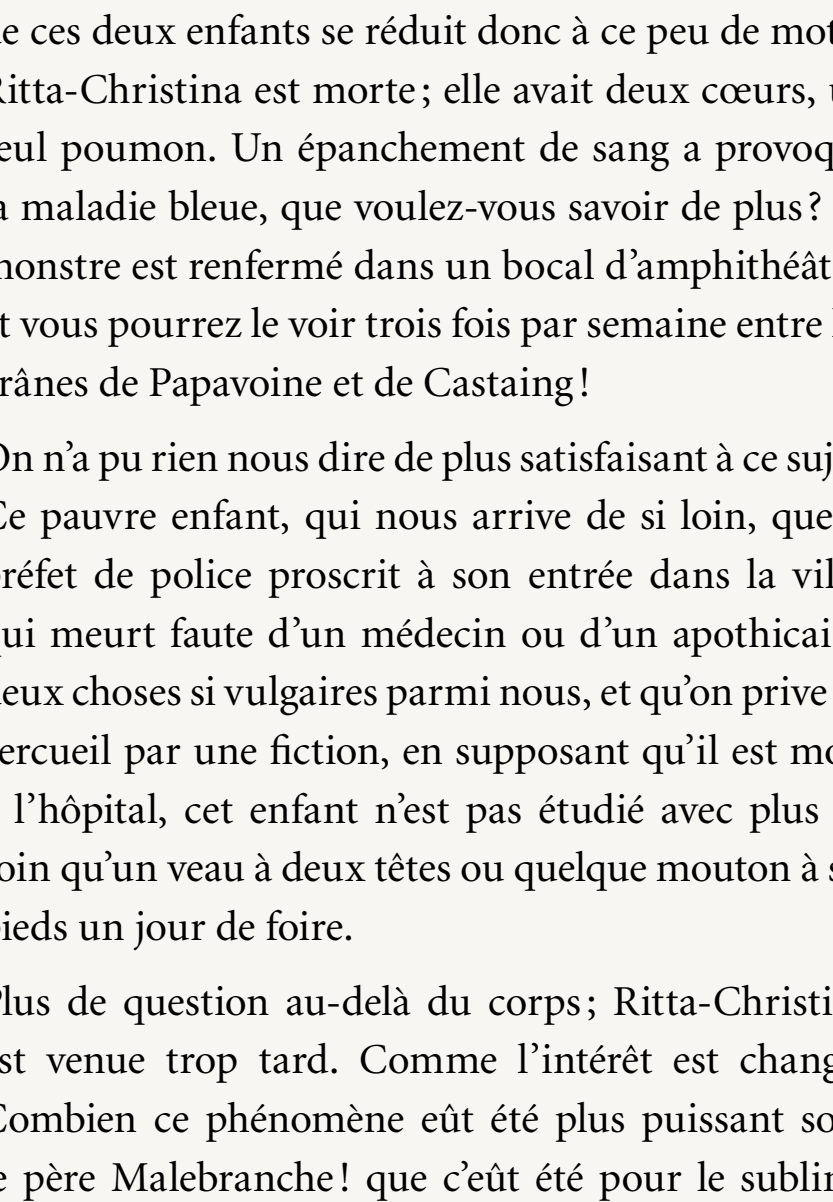 e ces deux enfants se réduit donc à ce peu de mot
Ritta-Christina est morte ; elle avait deux cœurs, u
eul poumon. Un épanchement de sang a provoq
a maladie bleue, que voulez-vous savoir de plus ?
monstre est renfermé dans un bocal d’amphithéât
t vous pourrez le voir trois fois par semaine entre l
rânes de Papavoine et de Castaing !
On n’a pu rien nous dire de plus satisfaisant à ce suj
Ce pauvre enfant, qui nous arrive de si loin, que
préfet de police proscrit à son entrée dans la vil
qui meurt faute d’un médecin ou d’un apothicai
deux choses si vulgaires parmi nous, et qu’on prive
ercueil par une fiction, en supposant qu’il est mo
l’hôpital, cet enfant n’est pas étudié avec plus
oin qu’un veau à deux têtes ou quelque mouton à s
pieds un jour de foire.
Plus de question au-delà du corps ; Ritta-Christi
st venue trop tard. Comme l’intérêt est chang
Combien ce phénomène eût été plus puissant so
e père Malebranche ! que c’eût été pour le sublim